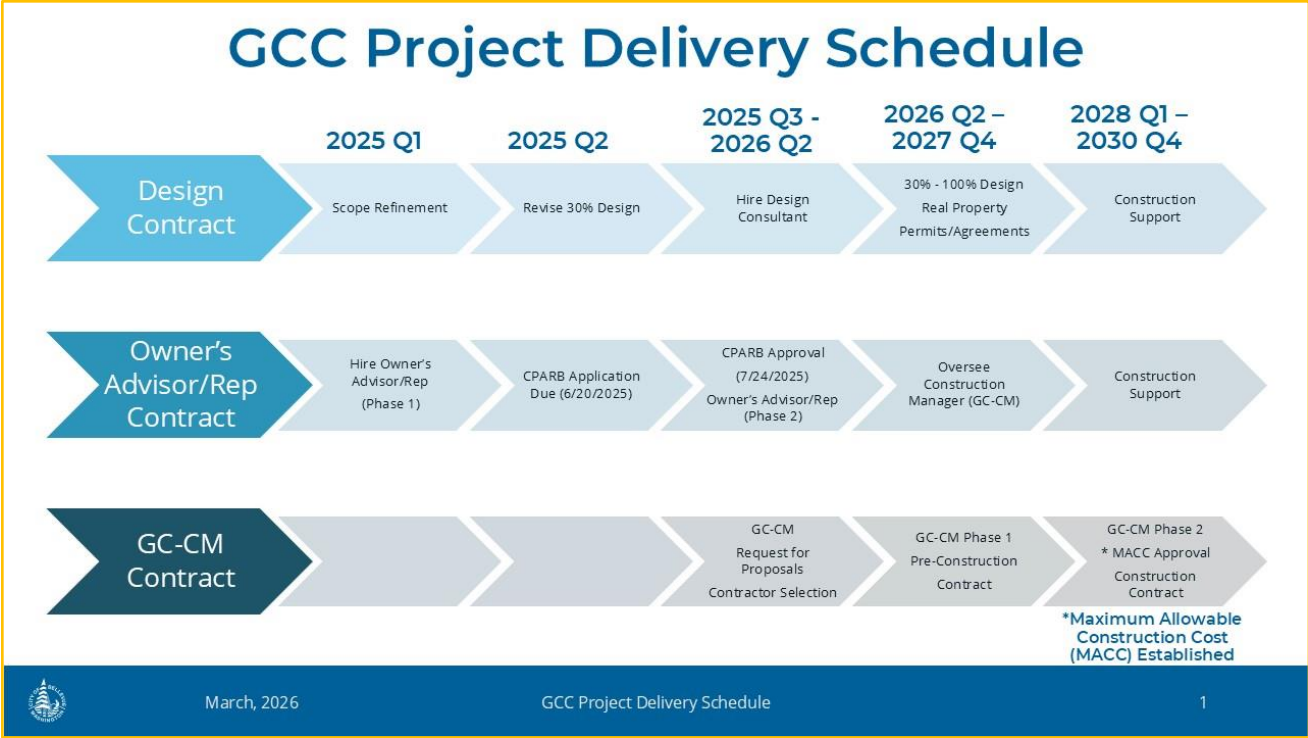 GCC Project Delivery Schedule
2025 Q1
2025 Q2
2025 Q3 -
2026 Q2
2026 Q2 –
2027 Q4
2028 Q1 –
2030 Q4
Design
Contract
Scope Refinement
Revise 30% Design
Hire Design
Consultant
30% - 100% Design
Real Property
Permits/Agreements
Construction
Support
Owner's
Advisor/Rep
Contract
Hire Owner's
Advisor/Rep
(Phase 1)
CPARB Application
Due (6/20/2025)
CPARB Approval
(7/24/2025)
Owner's Advisor/Rep
(Phase 2)
Oversee
Construction
Manager (GC-CM)
Construction
Support
GC-CM
Contract
GC-CM
Request for
Proposals
Contractor Selection
GC-CM Phase 1
Pre-Construction
Contract
GC-CM Phase 2
* MACC Approval
Construction
Contract
*Maximum Allowable
Construction Cost
(MACC) Established
CITY OF BELLEVUE
WASHINGTON
March, 2026
GCC Project Delivery Schedule
1